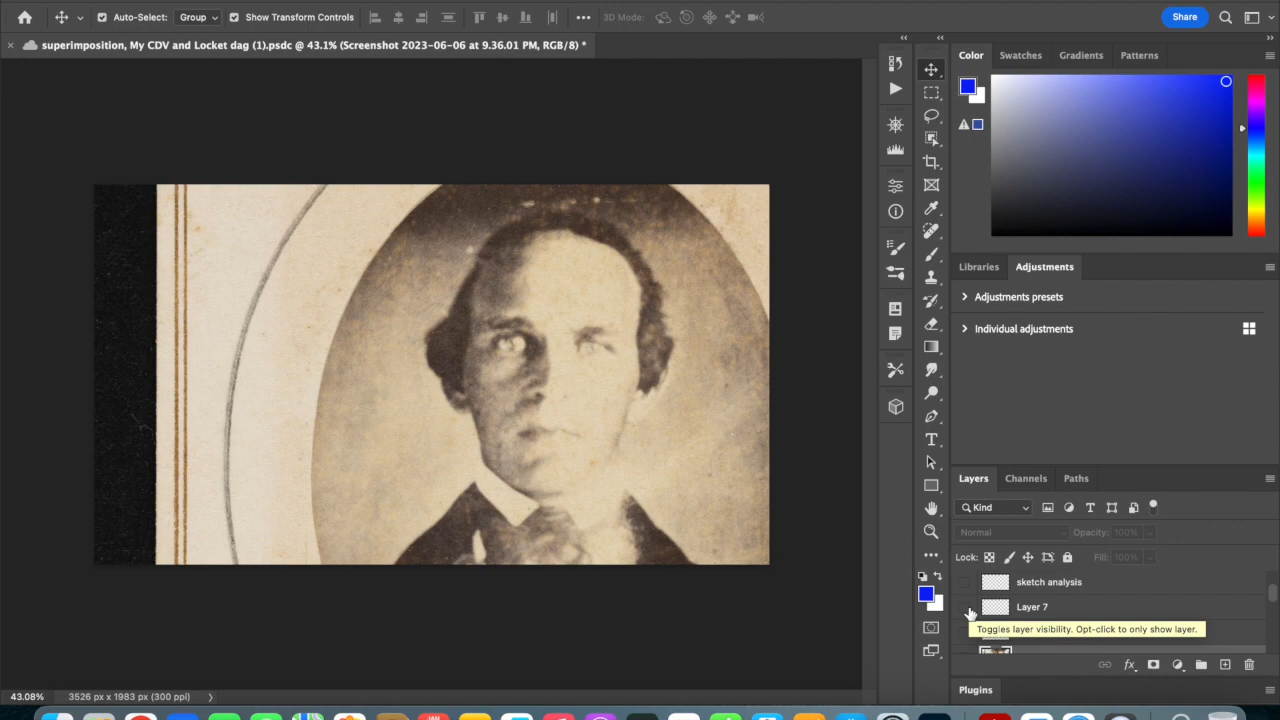 Auto-Select: Group Show Transform Controls 3D Mode: Share
superimposition, My CDV and Locket dag (1).psdc @ 43.1% (Screenshot 2023-06-06 at 9.36.01 PM, RGB/8) *
Color Swatches Gradients Patterns
Libraries Adjustments
Adjustments presets
Individual adjustments
Layers Channels Paths
Kind
Normal Opacity: 100%
Lock: Fill: 100%
sketch analysis
Layer 7
Toggles layer visibility. Opt-click to only show layer.
Plugins
43.08% 3526 px x 1983 px (300 ppi)
JAN